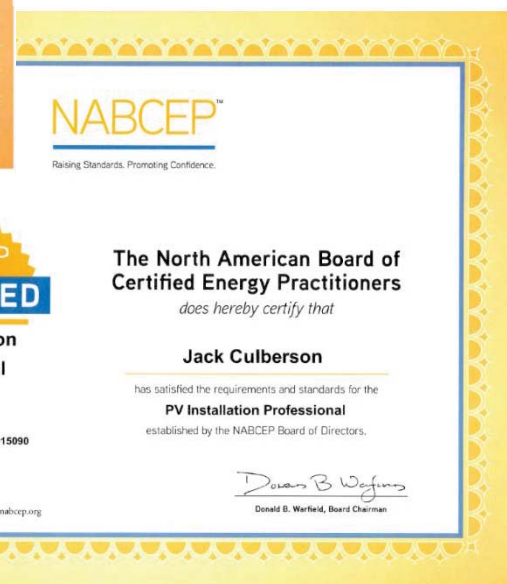 NABCEP™
Raising Standards. Promoting Confidence.
P
ED
on
l
15090
nabcep.org
The North American Board of
Certified Energy Practitioners
does hereby certify that
Jack Culberson
has satisfied the requirements and standards for the
PV Installation Professional
established by the NABCEP Board of Directors.
Donald B. Warfield, Board Chairman